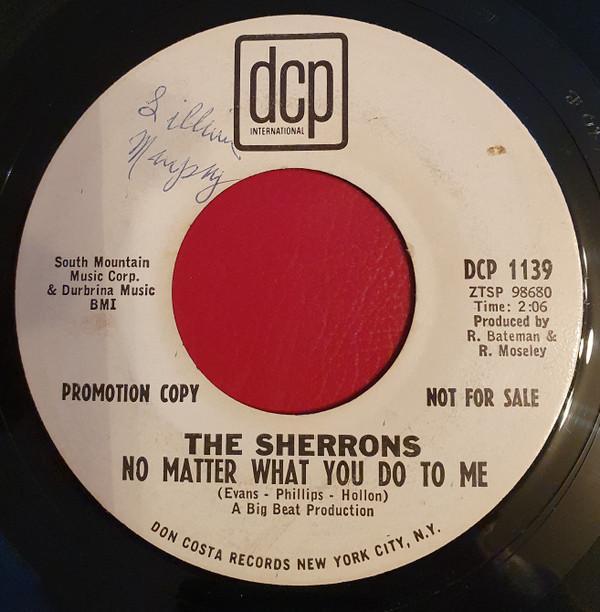 dcp
INTERNATIONAL
Lillian
Murphy
South Mountain
Music Corp.
& Durbrina Music
BMI
DCP 1139
ZTSP 98680
Time: 2:06
Produced by
R. Bateman &
R. Moseley
PROMOTION COPY
NOT FOR SALE
THE SHERRONS
NO MATTER WHAT YOU DO TO ME
(Evans - Phillips - Hollon)
A Big Beat Production
DON COSTA RECORDS NEW YORK CITY, N.Y.